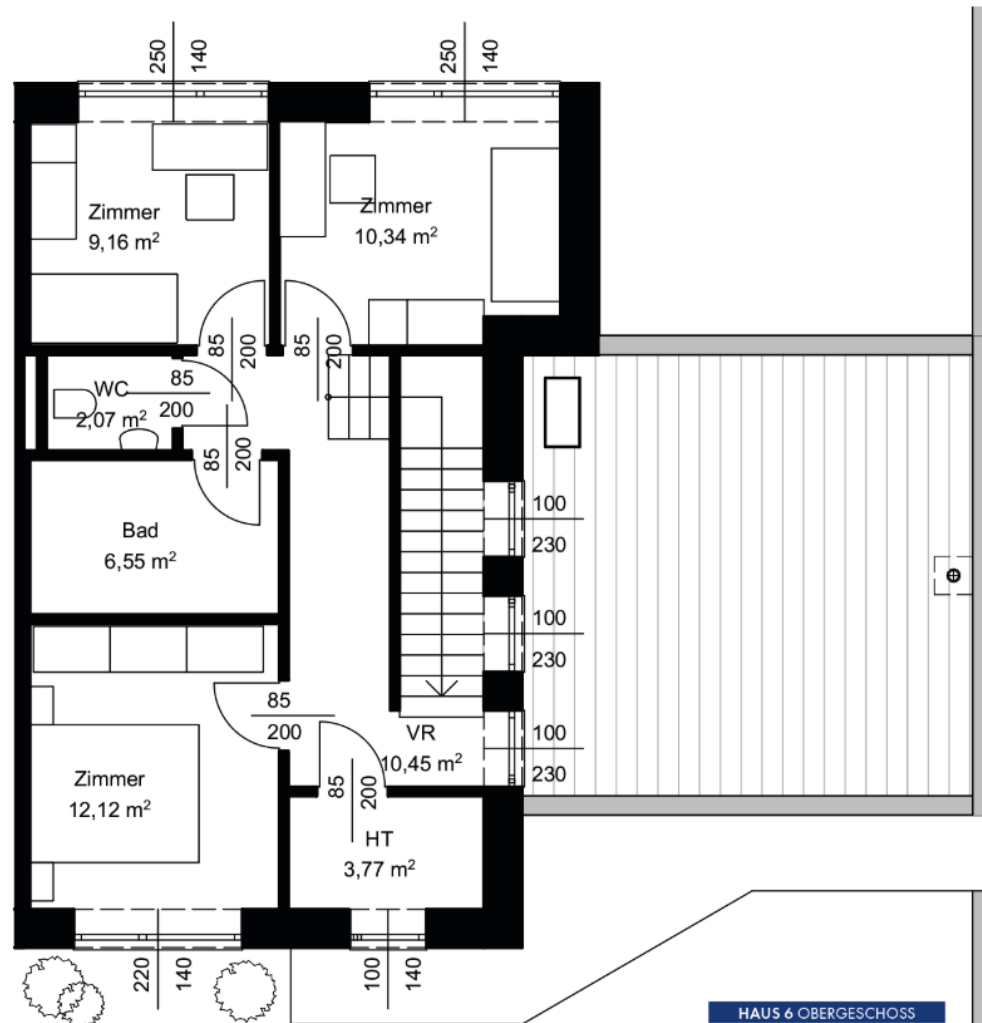 250
140
250
140
Zimmer
9,16 m²
Zimmer
10,34 m²
85
200
85
200
WC
2,07 m²
85
200
85
200
Bad
6,55 m²
100
230
100
230
85
200
VR
10,45 m²
100
230
Zimmer
12,12 m²
85
200
HT
3,77 m²
220
140
100
140
HAUS 6 OBERGESCHOSS